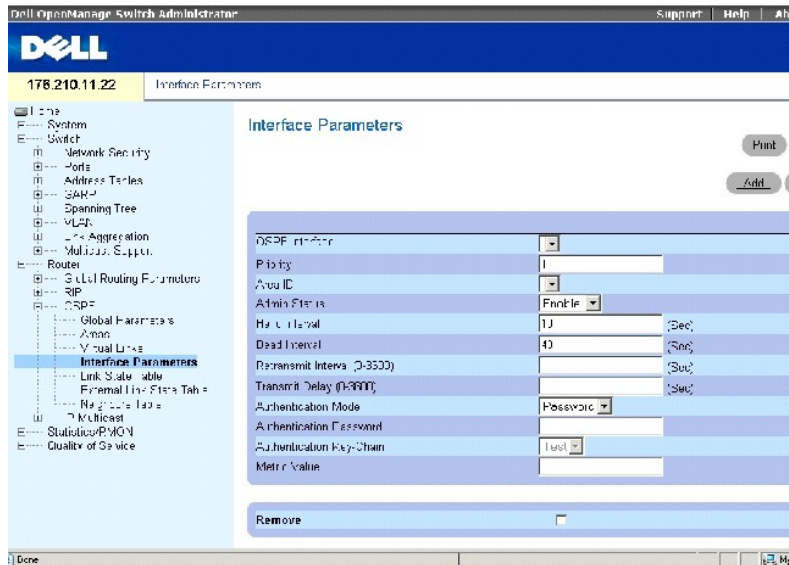 Dell OpenManage Switch Administrator
Support Help Ab
DELL
176.210.11.22
Interface Parameters
Home
System
Switch
Network Security
Ports
Address Tables
GARP
Spanning Tree
VLAN
Link Aggregation
Multicast Support
Router
Global Routing Parameters
RIP
OSPF
Global Parameters
Areas
Virtual Links
Interface Parameters
Link State Table
External Link State Table
Neighbors Table
IP Multicast
Statistics/RMON
Quality of Service
Interface Parameters
Print
Add
OSPF Interface
Priority 1
Area ID
Admin Status Enable
Hello Interval 10 (Sec)
Dead Interval 40 (Sec)
Retransmit Interval (0-3600) (Sec)
Transmit Delay (0-3600) (Sec)
Authentication Mode Password
Authentication Password
Authentication Key-Chain Test
Metric Value
Remove
Done